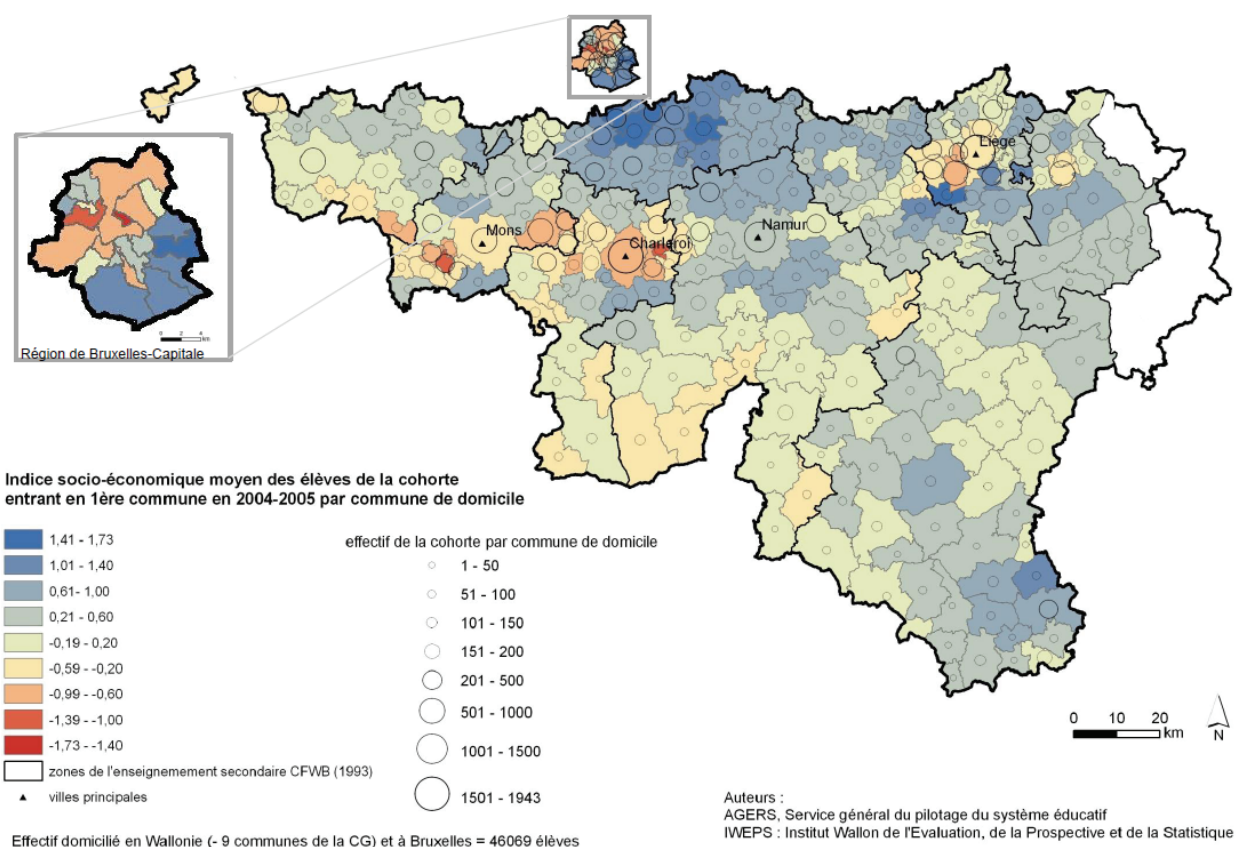 Liège
Namur
Mons
Charleroi
0 2 4
km
Région de Bruxelles-Capitale
Indice socio-économique moyen des élèves de la cohorte
entrant en 1ère commune en 2004-2005 par commune de domicile
1,41 - 1,73
1,01 - 1,40
0,61- 1,00
0,21 - 0,60
-0,19 - 0,20
-0,59 - -0,20
-0,99 - -0,60
-1,39 - -1,00
-1,73 - -1,40
zones de l'enseignemement secondaire CFWB (1993)
villes principales
effectif de la cohorte par commune de domicile
1 - 50
51 - 100
101 - 150
151 - 200
201 - 500
501 - 1000
1001 - 1500
1501 - 1943
0 10 20
km
N
Auteurs :
AGERS, Service général du pilotage du système éducatif
IWEPS : Institut Wallon de l'Evaluation, de la Prospective et de la Statistique
Effectif domicilié en Wallonie (- 9 communes de la CG) et à Bruxelles = 46069 élèves